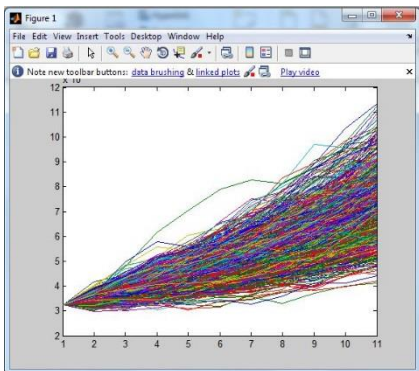 Figure 1
File Edit View Insert Tools Desktop Window Help
Note new toolbar buttons: data brushing & linked plots Play video
12
11
10
9
8
7
6
5
4
3
2
1 2 3 4 5 6 7 8 9 10 11